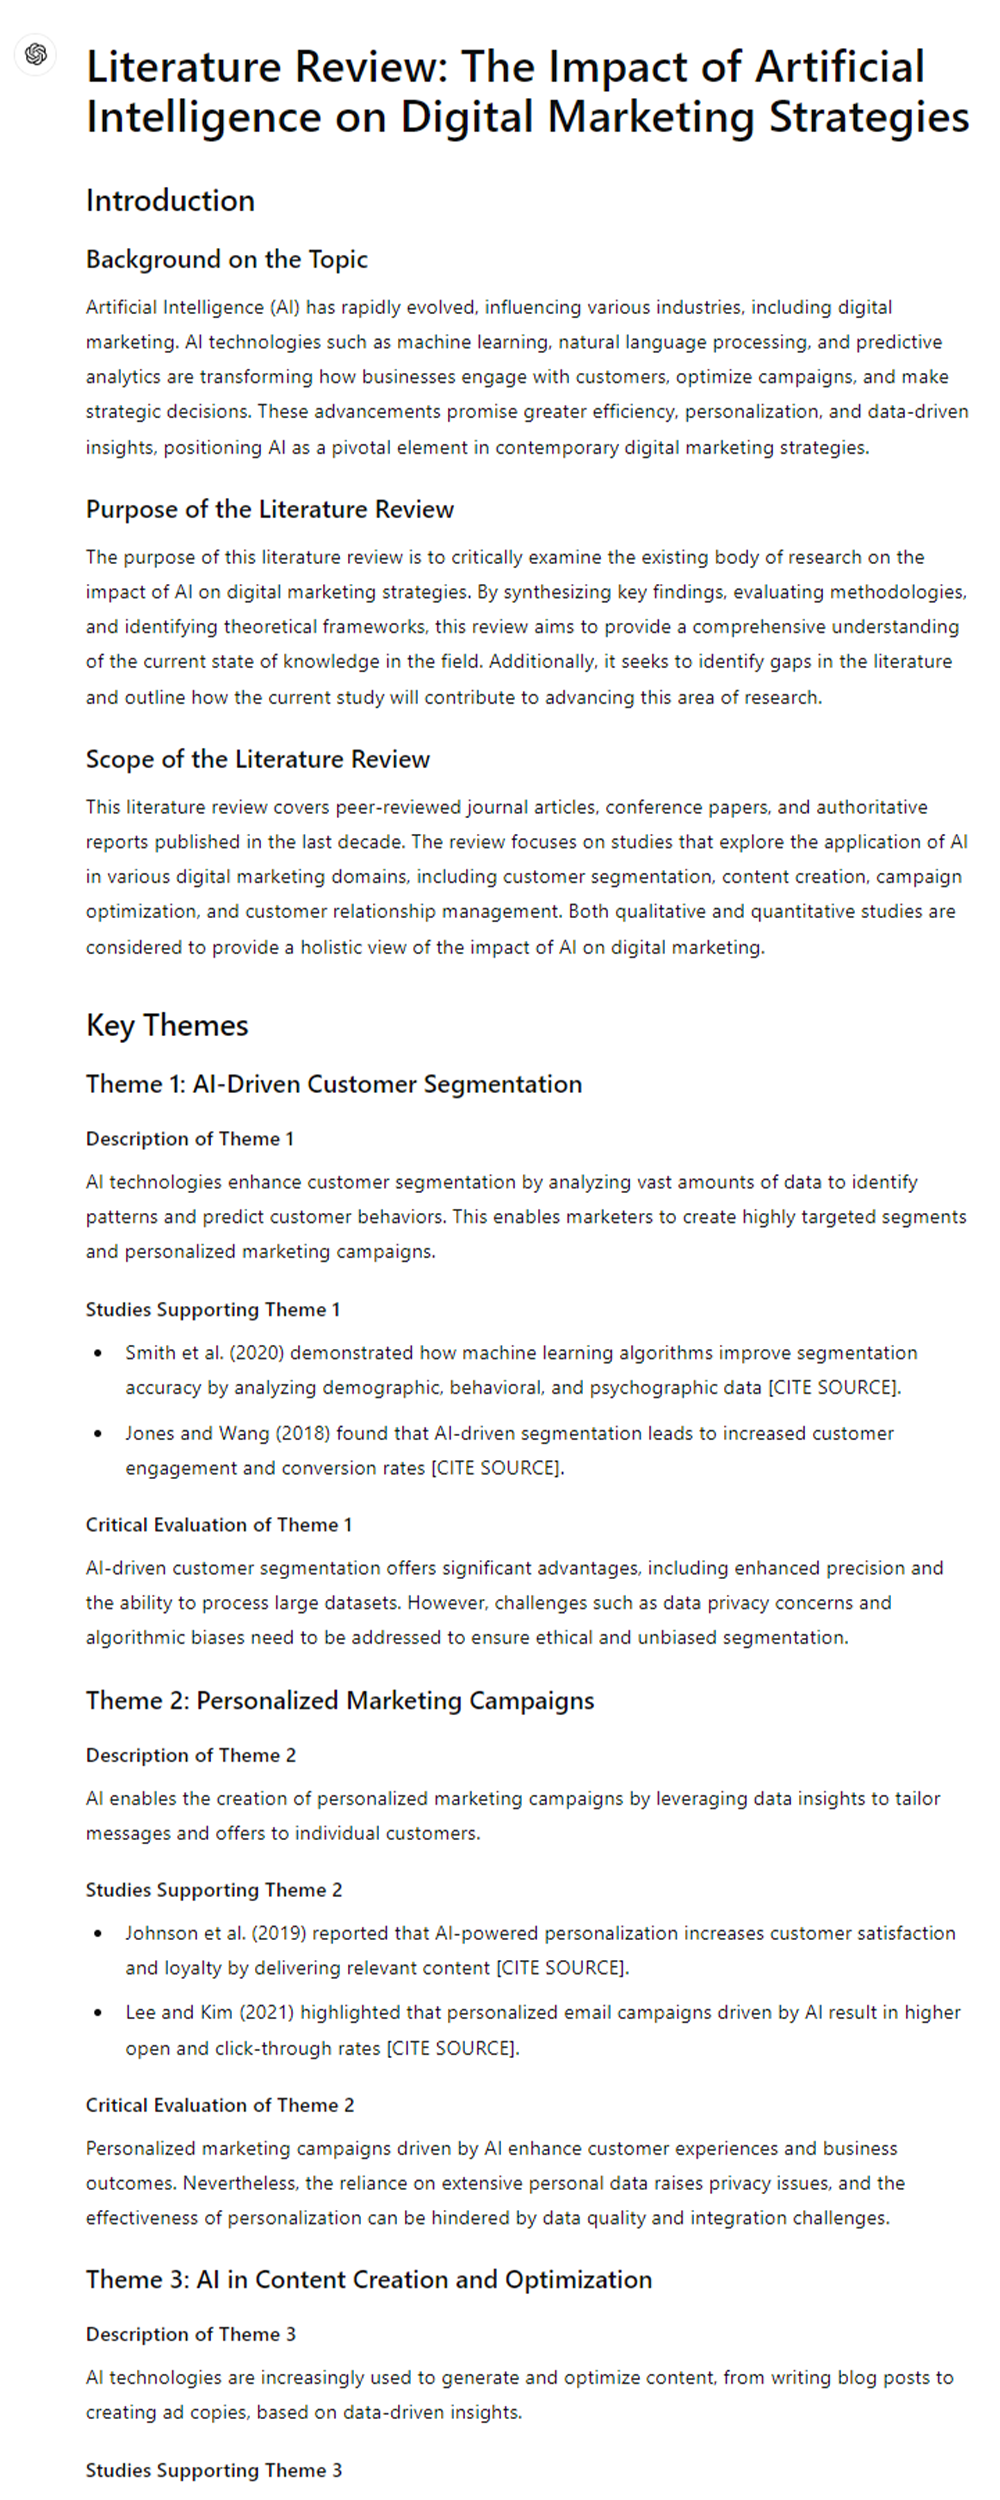 Literature Review: The Impact of Artificial
Intelligence on Digital Marketing Strategies
Introduction
Background on the Topic
Artificial Intelligence (AI) has rapidly evolved, influencing various industries, including digital
marketing. AI technologies such as machine learning, natural language processing, and predictive
analytics are transforming how businesses engage with customers, optimize campaigns, and make
strategic decisions. These advancements promise greater efficiency, personalization, and data-driven
insights, positioning AI as a pivotal element in contemporary digital marketing strategies.
Purpose of the Literature Review
The purpose of this literature review is to critically examine the existing body of research on the
impact of AI on digital marketing strategies. By synthesizing key findings, evaluating methodologies,
and identifying theoretical frameworks, this review aims to provide a comprehensive understanding
of the current state of knowledge in the field. Additionally, it seeks to identify gaps in the literature
and outline how the current study will contribute to advancing this area of research.
Scope of the Literature Review
This literature review covers peer-reviewed journal articles, conference papers, and authoritative
reports published in the last decade. The review focuses on studies that explore the application of AI
in various digital marketing domains, including customer segmentation, content creation, campaign
optimization, and customer relationship management. Both qualitative and quantitative studies are
considered to provide a holistic view of the impact of AI on digital marketing.
Key Themes
Theme 1: AI-Driven Customer Segmentation
Description of Theme 1
AI technologies enhance customer segmentation by analyzing vast amounts of data to identify
patterns and predict customer behaviors. This enables marketers to create highly targeted segments
and personalized marketing campaigns.
Studies Supporting Theme 1
• Smith et al. (2020) demonstrated how machine learning algorithms improve segmentation
accuracy by analyzing demographic, behavioral, and psychographic data [CITE SOURCE].
• Jones and Wang (2018) found that AI-driven segmentation leads to increased customer
engagement and conversion rates [CITE SOURCE].
Critical Evaluation of Theme 1
AI-driven customer segmentation offers significant advantages, including enhanced precision and
the ability to process large datasets. However, challenges such as data privacy concerns and
algorithmic biases need to be addressed to ensure ethical and unbiased segmentation.
Theme 2: Personalized Marketing Campaigns
Description of Theme 2
AI enables the creation of personalized marketing campaigns by leveraging data insights to tailor
messages and offers to individual customers.
Studies Supporting Theme 2
• Johnson et al. (2019) reported that AI-powered personalization increases customer satisfaction
and loyalty by delivering relevant content [CITE SOURCE].
• Lee and Kim (2021) highlighted that personalized email campaigns driven by AI result in higher
open and click-through rates [CITE SOURCE].
Critical Evaluation of Theme 2
Personalized marketing campaigns driven by AI enhance customer experiences and business
outcomes. Nevertheless, the reliance on extensive personal data raises privacy issues, and the
effectiveness of personalization can be hindered by data quality and integration challenges.
Theme 3: AI in Content Creation and Optimization
Description of Theme 3
AI technologies are increasingly used to generate and optimize content, from writing blog posts to
creating ad copies, based on data-driven insights.
Studies Supporting Theme 3